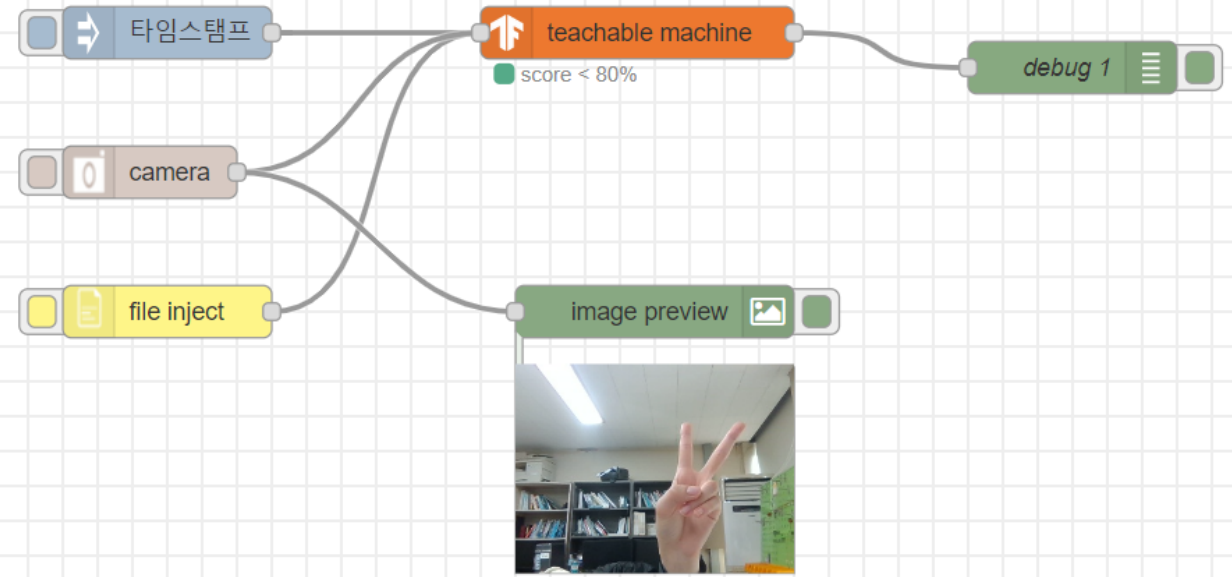 타임스탬프
teachable machine
score < 80%
debug 1
camera
file inject
image preview